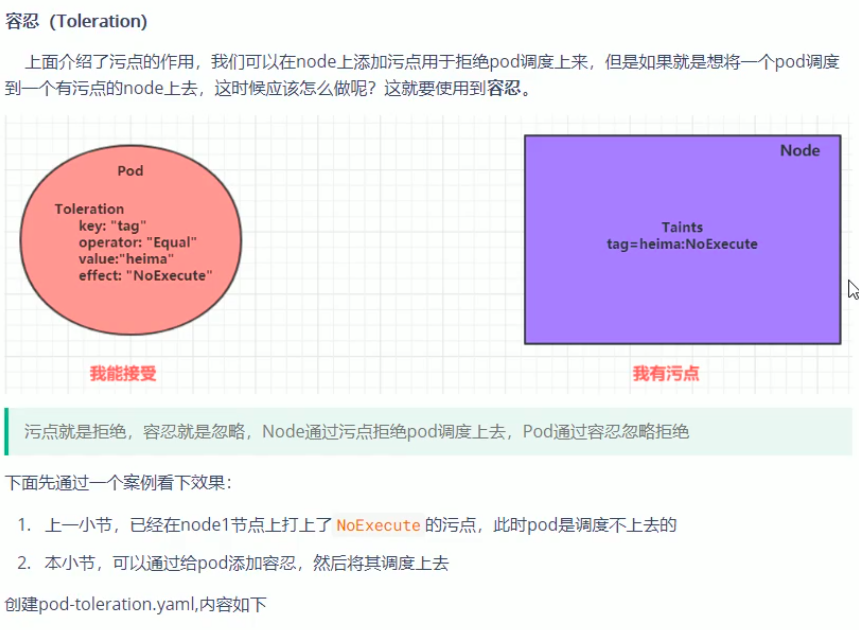 容忍（Toleration)
上面介绍了污点的作用，我们可以在node上添加污点用于拒绝pod调度上来，但是如果就是想将一个pod调度
到一个有污点的node上去，这时候应该怎么做呢？这就要使用到容忍。
Pod
Toleration
key: "tag"
operator: "Equal"
value:"heima"
effect: "NoExecute"
我能接受
Node
Taints
tag=heima:NoExecute
我有污点
污点就是拒绝，容忍就是忽略，Node通过污点拒绝pod调度上去，Pod通过容忍忽略拒绝
下面先通过一个案例看下效果：
1. 上一小节，已经在node1节点上打上了 NoExecute 的污点，此时pod是调度不上去的
2. 本小节，可以通过给pod添加容忍，然后将其调度上去
创建pod-toleration.yaml,内容如下